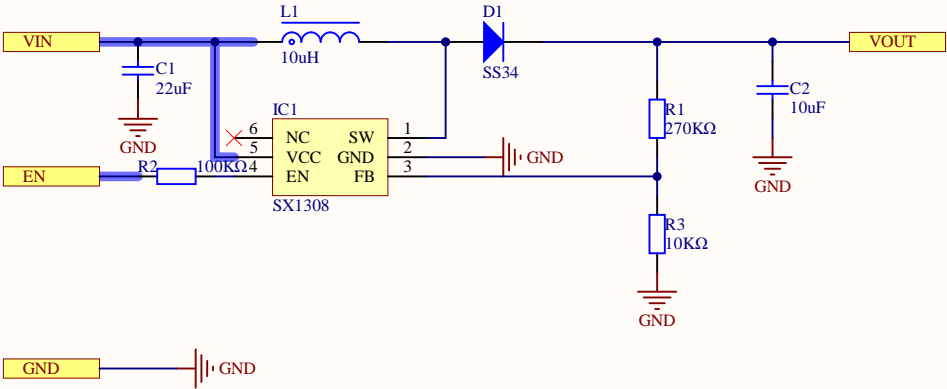 L1
D1
VIN
VOUT
10uH
C1
22uF
SS34
C2
10uF
IC1
R1
270KΩ
GND
6
NC
SW
1
5
VCC
GND
2
GND
R2
100KΩ
4
EN
FB
3
EN
GND
SX1308
R3
10KΩ
GND
GND
GND